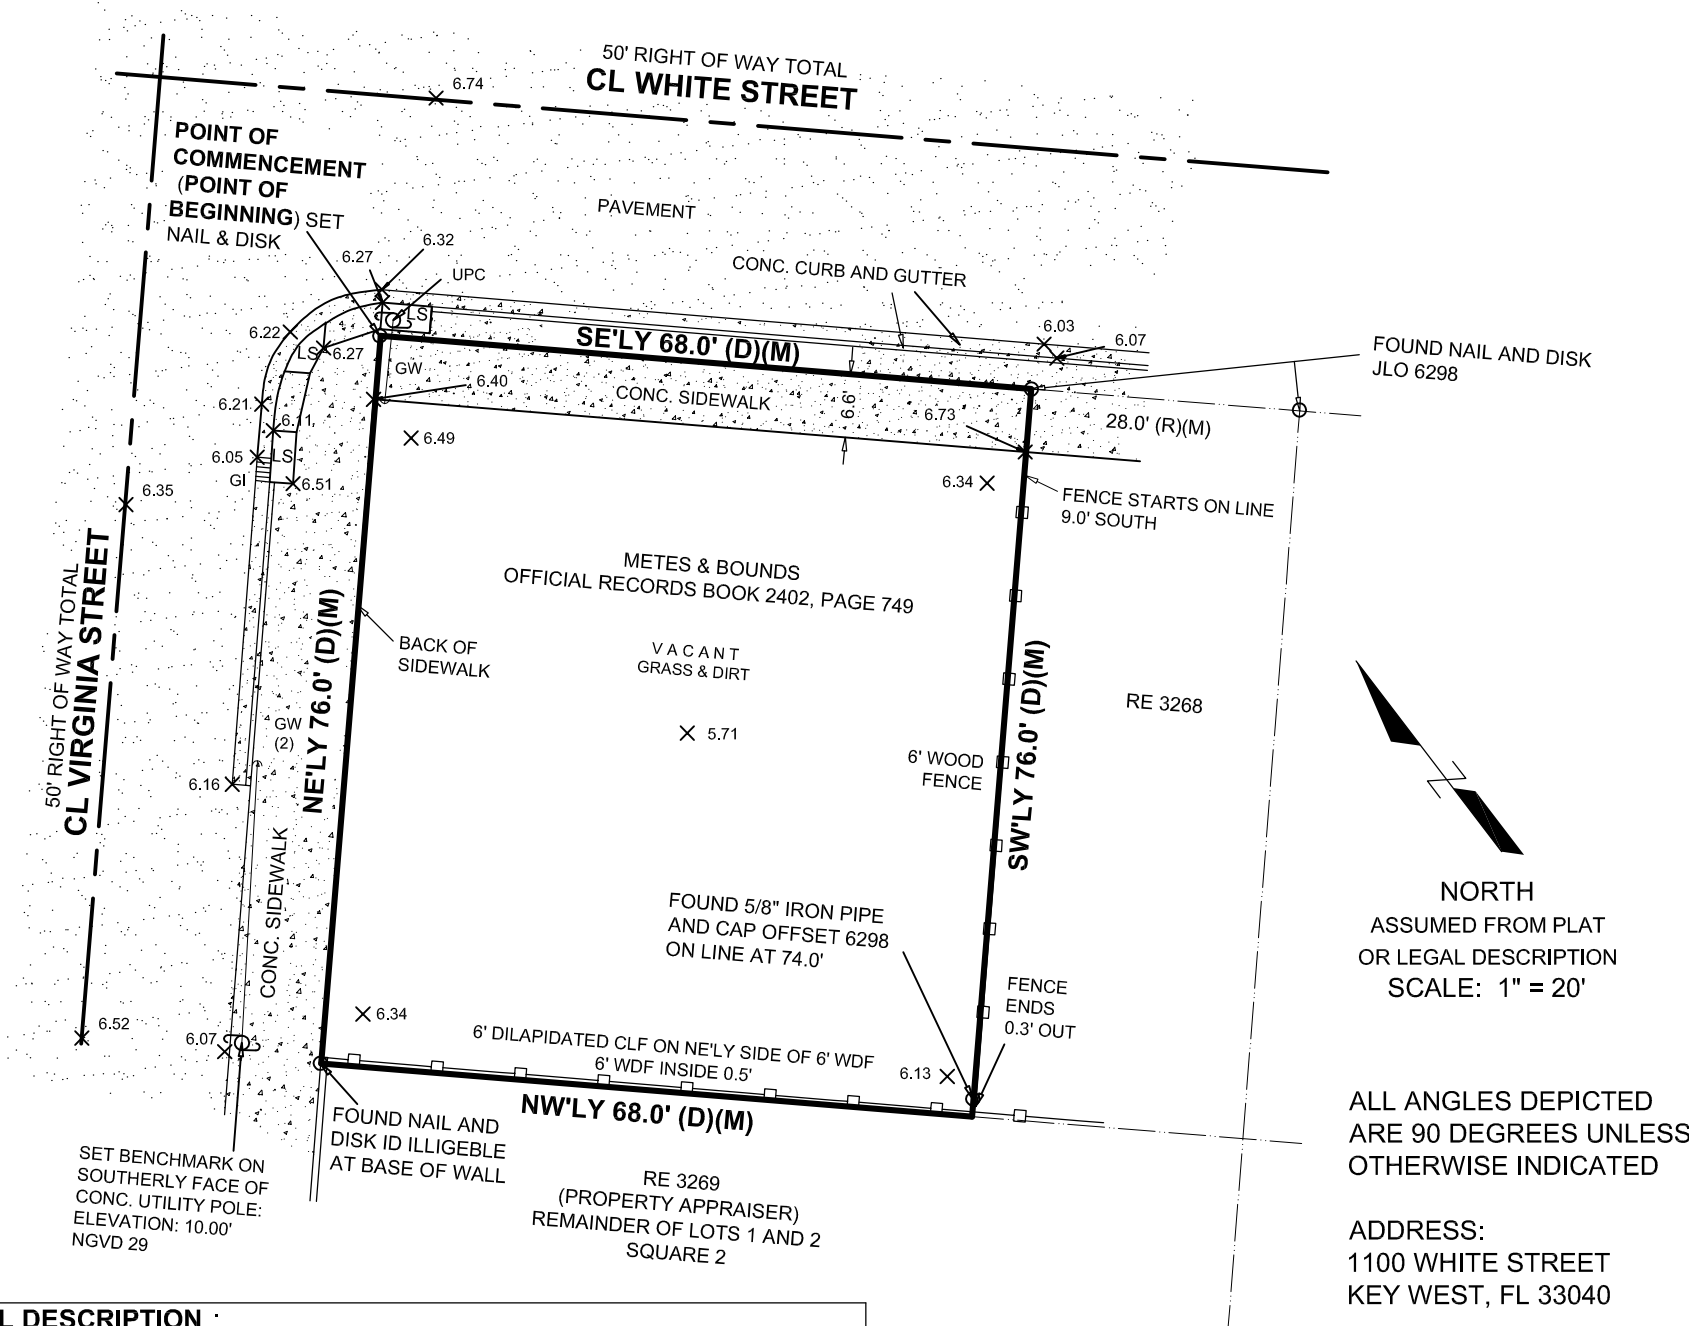 50' RIGHT OF WAY TOTAL
CL WHITE STREET
6.74
POINT OF
COMMENCEMENT
(POINT OF
BEGINNING) SET
NAIL & DISK
PAVEMENT
6.32
6.27
UPC
CONC. CURB AND GUTTER
LS
6.22
LS
6.27
SE'LY 68.0' (D)(M)
6.03
6.07
FOUND NAIL AND DISK
JLO 6298
GW
6.40
CONC. SIDEWALK
6.6
6.73
28.0' (R)(M)
6.21
6.11
6.49
6.05
LS
GI
6.51
6.35
6.34
FENCE STARTS ON LINE
9.0' SOUTH
METES & BOUNDS
OFFICIAL RECORDS BOOK 2402, PAGE 749
50' RIGHT OF WAY TOTAL
CL VIRGINIA STREET
NE'LY 76.0' (D)(M)
BACK OF
SIDEWALK
VACANT
GRASS & DIRT
SW'LY 76.0' (D)(M)
RE 3268
GW
(2)
5.71
6' WOOD
FENCE
6.16
CONC. SIDEWALK
FOUND 5/8" IRON PIPE
AND CAP OFFSET 6298
ON LINE AT 74.0'
NORTH
ASSUMED FROM PLAT
OR LEGAL DESCRIPTION
SCALE: 1" = 20'
FENCE
ENDS
0.3' OUT
6.52
6.07
6.34
6' DILAPIDATED CLF ON NE'LY SIDE OF 6' WDF
6' WDF INSIDE 0.5'
6.13
NW'LY 68.0' (D)(M)
FOUND NAIL AND
DISK ID ILLIGEBLE
AT BASE OF WALL
SET BENCHMARK ON
SOUTHERLY FACE OF
CONC. UTILITY POLE:
ELEVATION: 10.00'
NGVD 29
RE 3269
(PROPERTY APPRAISER)
REMAINDER OF LOTS 1 AND 2
SQUARE 2
ALL ANGLES DEPICTED
ARE 90 DEGREES UNLESS
OTHERWISE INDICATED
ADDRESS:
1100 WHITE STREET
KEY WEST, FL 33040
L DESCRIPTION